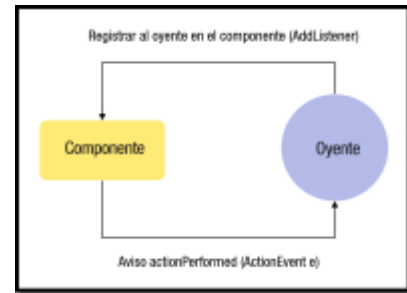 Registrar al oyente en el componente (AddListener)
Componente
Oyente
Aviso actionPerformed (ActionEvent e)